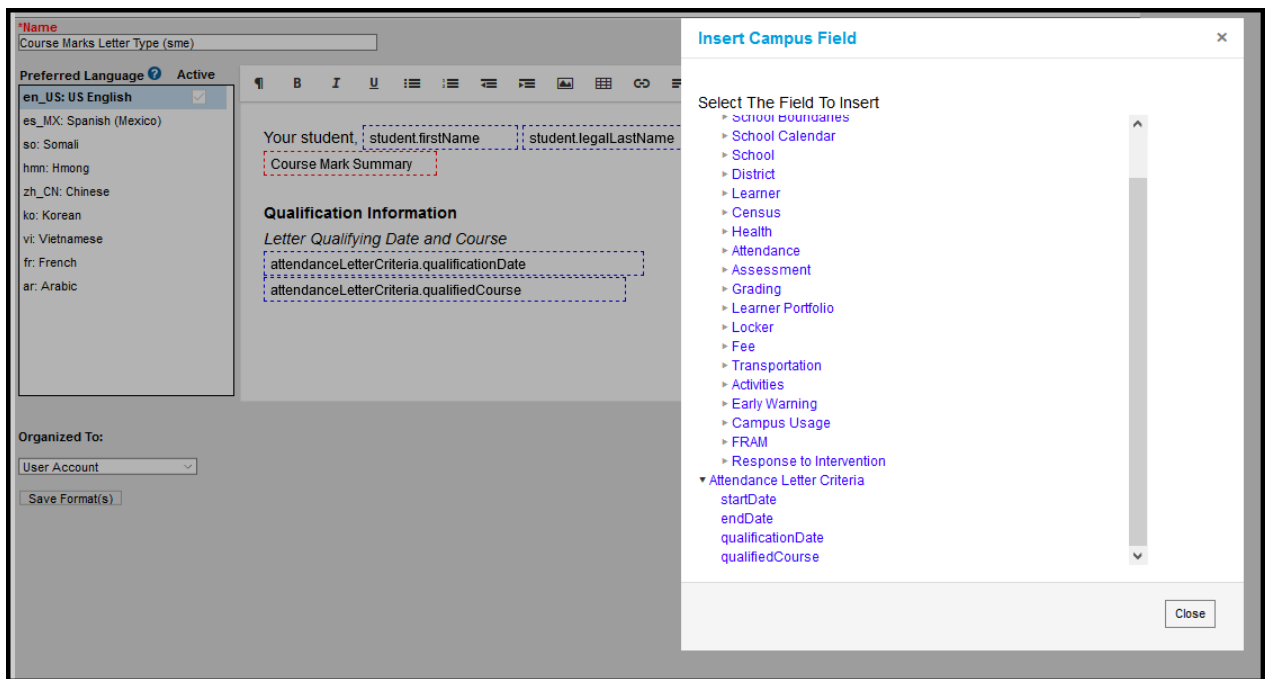 *Name
Course Marks Letter Type (sme)
Preferred Language ? Active
en_US: US English
es_MX: Spanish (Mexico)
so: Somali
hmn: Hmong
zh_CN: Chinese
ko: Korean
vi: Vietnamese
fr: French
ar: Arabic
Organized To:
User Account
Save Format(s)
¶ B I U
Your student, student.firstName student.legalLastName
Course Mark Summary
Qualification Information
Letter Qualifying Date and Course
attendanceLetterCriteria.qualificationDate
attendanceLetterCriteria.qualifiedCourse
Insert Campus Field ×
Select The Field To Insert
School Boundaries
School Calendar
School
District
Learner
Census
Health
Attendance
Assessment
Grading
Learner Portfolio
Locker
Fee
Transportation
Activities
Early Warning
Campus Usage
FRAM
Response to Intervention
Attendance Letter Criteria
startDate
endDate
qualificationDate
qualifiedCourse
Close